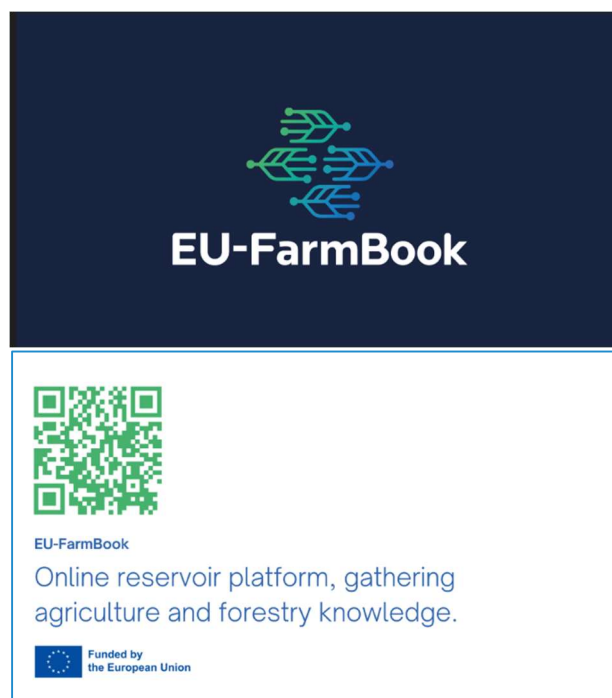 EU-FarmBook
EU-FarmBook
Online reservoir platform, gathering
agriculture and forestry knowledge.
Funded by
the European Union